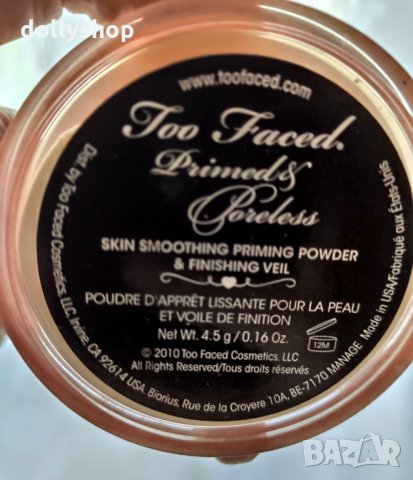 dollyshop
www.toofaced.com
Too Faced
Primed &
Poreless
SKIN SMOOTHING PRIMING POWDER
& FINISHING VEIL
POUDRE D'APPRÊT LISSANTE POUR LA PEAU
ET VOILE DE FINITION
Net Wt. 4.5 g / 0.16 Oz.
12M
© 2010 Too Faced Cosmetics, LLC
All Rights Reserved/Tous droits réservés
Dist. by Too Faced Cosmetics, LLC, Irvine, CA 92614 USA. Biorius, Rue de la Croyere 10A, BE-7170 MANAGE Made in USA/Fabriqué aux États-Unis
BAZAR.bg